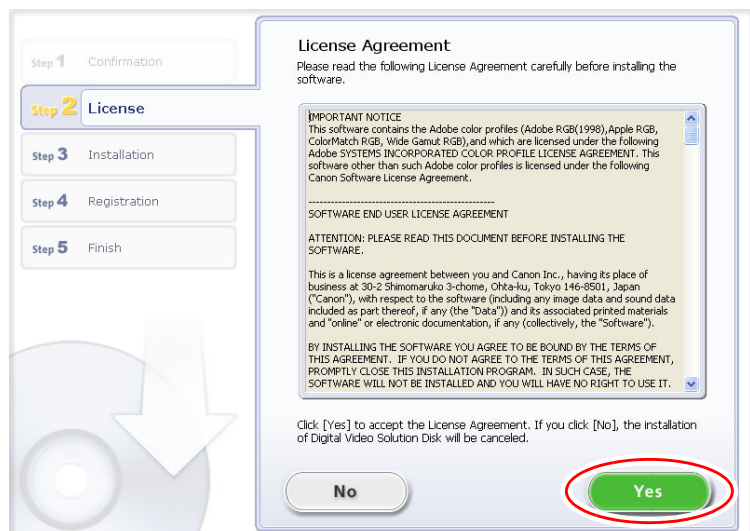 Step 1 Confirmation
Step 2 License
Step 3 Installation
Step 4 Registration
Step 5 Finish
License Agreement
Please read the following License Agreement carefully before installing the
software.
IMPORTANT NOTICE
This software contains the Adobe color profiles (Adobe RGB(1998),Apple RGB,
ColorMatch RGB, Wide Gamut RGB),and which are licensed under the following
Adobe SYSTEMS INCORPORATED COLOR PROFILE LICENSE AGREEMENT. This
software other than such Adobe color profiles is licensed under the following
Canon Software License Agreement.
--------------------------------------------------
SOFTWARE END USER LICENSE AGREEMENT
ATTENTION: PLEASE READ THIS DOCUMENT BEFORE INSTALLING THE
SOFTWARE.
This is a license agreement between you and Canon Inc., having its place of
business at 30-2 Shimomaruko 3-chome, Ohta-ku, Tokyo 146-8501, Japan
("Canon"), with respect to the software (including any image data and sound data
included as part thereof, if any (the "Data")) and its associated printed materials
and "online" or electronic documentation, if any (collectively, the "Software").
BY INSTALLING THE SOFTWARE YOU AGREE TO BE BOUND BY THE TERMS OF
THIS AGREEMENT. IF YOU DO NOT AGREE TO THE TERMS OF THIS AGREEMENT,
PROMPTLY CLOSE THIS INSTALLATION PROGRAM. IN SUCH CASE, THE
SOFTWARE WILL NOT BE INSTALLED AND YOU WILL HAVE NO RIGHT TO USE IT.
Click [Yes] to accept the License Agreement. If you click [No], the installation
of Digital Video Solution Disk will be canceled.
No
Yes